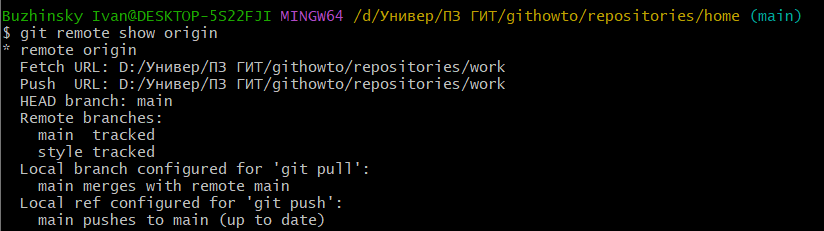 Buzhinsky Ivan@DESKTOP-5S22FJI MINGW64 /d/Универ/ПЗ ГИТ/githowto/repositories/home (main)
$ git remote show origin
* remote origin
  Fetch URL: D:/Универ/ПЗ ГИТ/githowto/repositories/work
  Push  URL: D:/Универ/ПЗ ГИТ/githowto/repositories/work
  HEAD branch: main
  Remote branches:
    main  tracked
    style tracked
  Local branch configured for 'git pull':
    main merges with remote main
  Local ref configured for 'git push':
    main pushes to main (up to date)